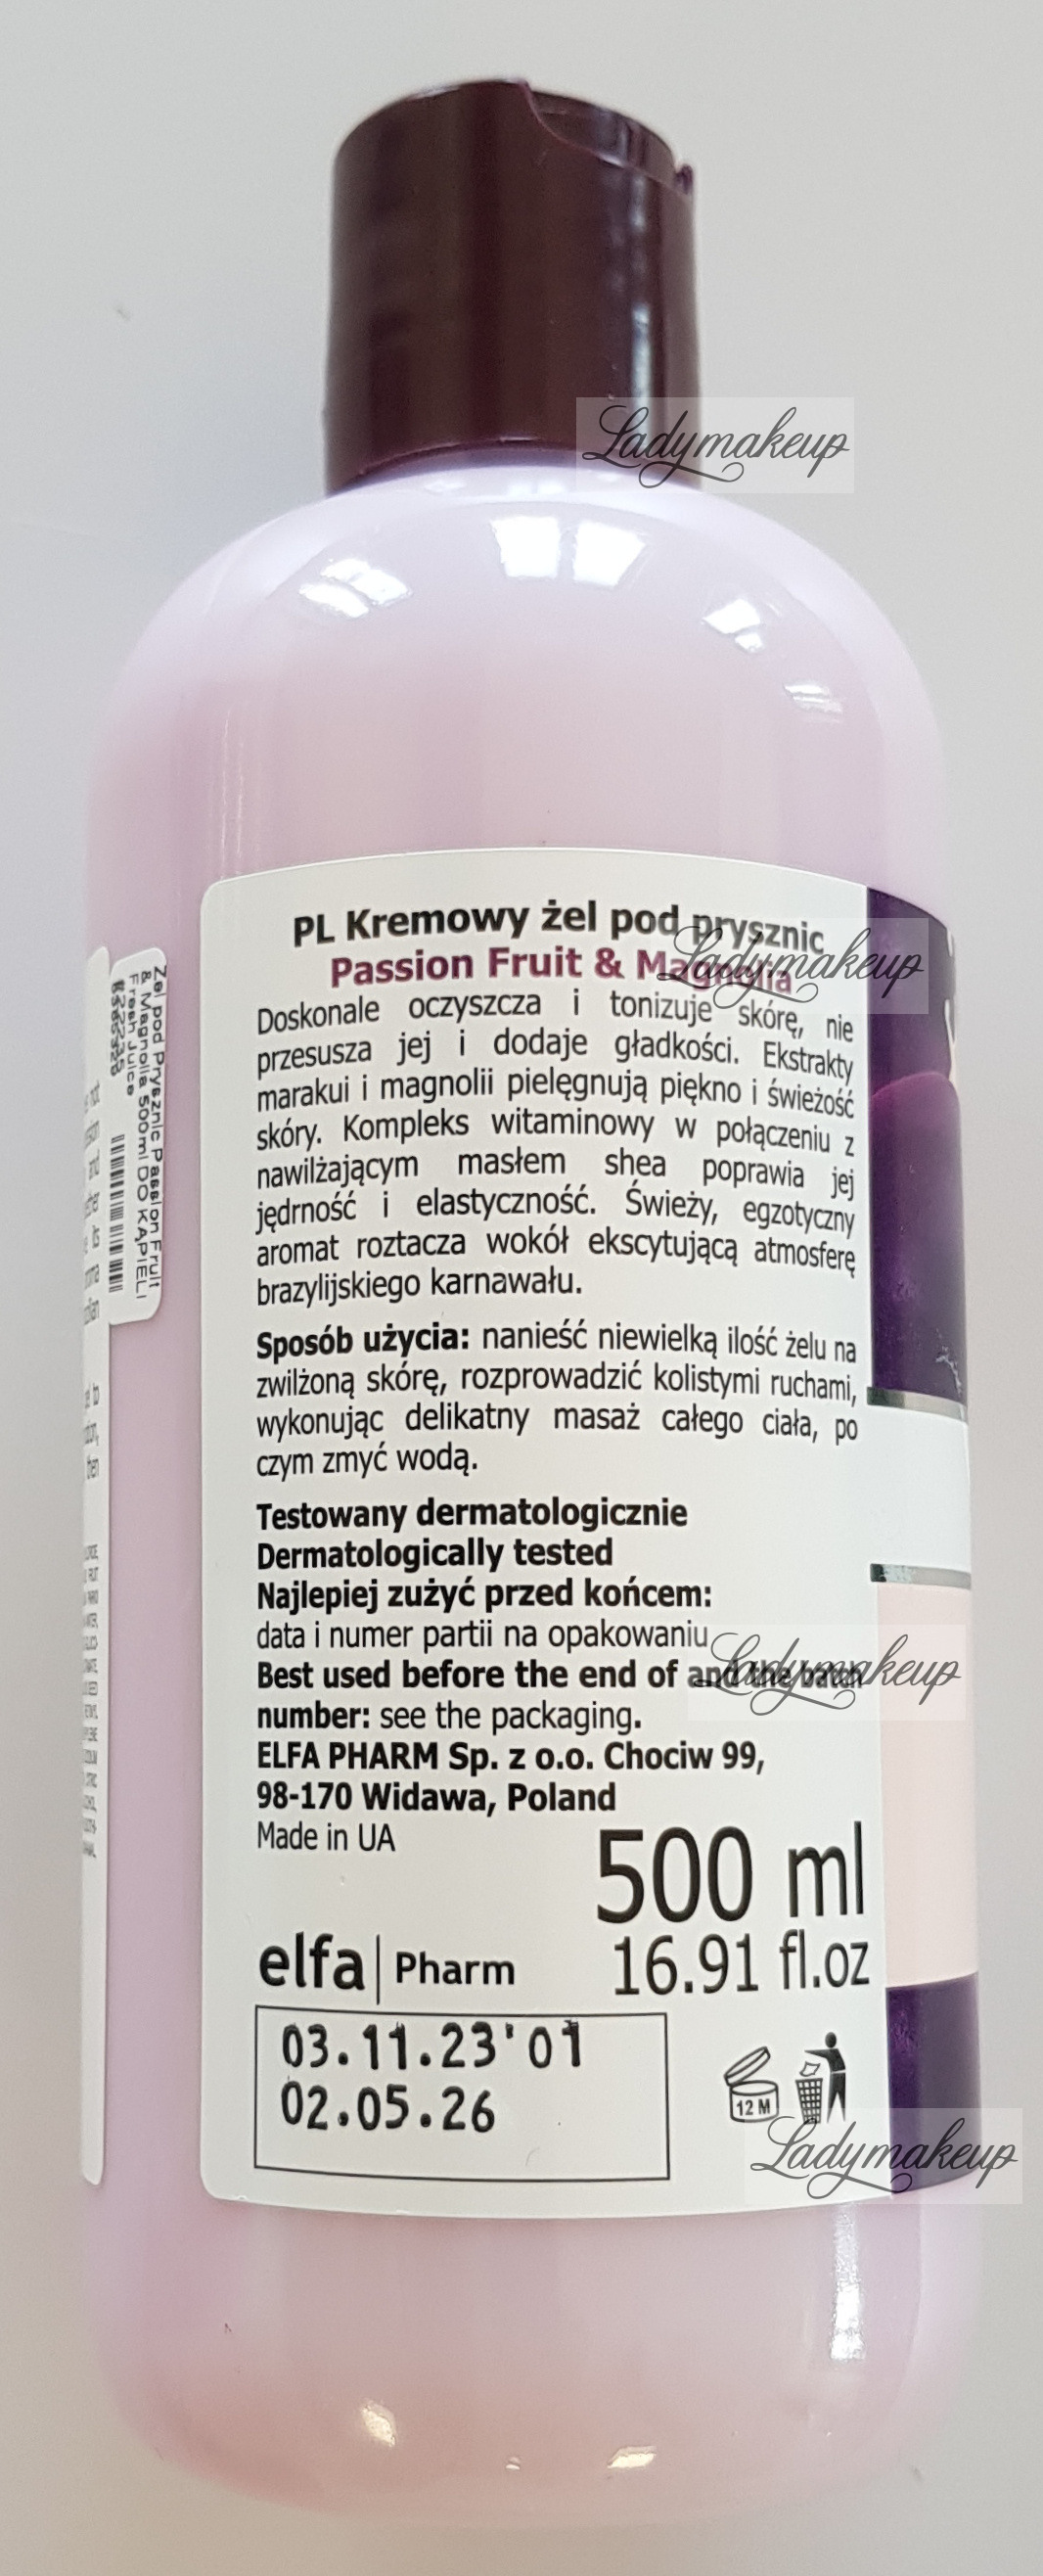 Ladymakeup
PL Kremowy żel pod prysznic
Passion Fruit & Magnolia
Ladymakeup
Doskonale oczyszcza i tonizuje skórę, nie
przesusza jej i dodaje gładkości. Ekstrakty
marakui i magnolii pielęgnują piękno i świeżość
skóry. Kompleks witaminowy w połączeniu z
nawilżającym masłem shea poprawia jej
jędrność i elastyczność. Świeży, egzotyczny
aromat roztacza wokół ekscytującą atmosferę
brazylijskiego karnawału.
Sposób użycia: nanieść niewielką ilość żelu na
zwilżoną skórę, rozprowadzić kolistymi ruchami,
wykonując delikatny masaż całego ciała, po
czym zmyć wodą.
Testowany dermatologicznie
Dermatologically tested
Najlepiej zużyć przed końcem:
data i numer partii na opakowaniu
Ladymakeup
Best used before the end of and the batch
number: see the packaging.
ELFA PHARM Sp. z o.o. Chociw 99,
98-170 Widawa, Poland
Made in UA
500 ml
16.91 fl.oz
elfa | Pharm
03.11.23'01
02.05.26
12 M
Ladymakeup
Żel pod Prysznic Passion Fruit
& Magnolia 500ml DO KĄPIELI
Fresh Juice